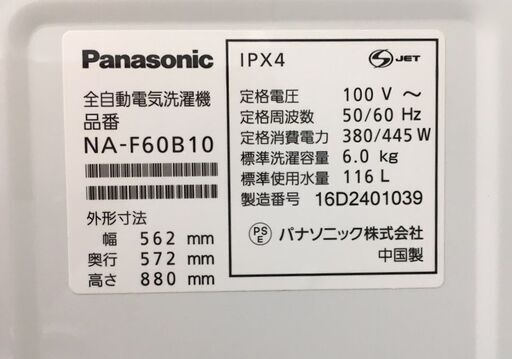 Panasonic
全自動電気洗濯機
品番
NA-F60B10
外形寸法
幅 562 mm
奥行 572 mm
高さ 880 mm
IPX4
S JET
定格電圧 100 V ～
定格周波数 50/60 Hz
定格消費電力 380/445 W
標準洗濯容量 6.0 kg
標準使用水量 116 L
製造番号 16D2401039
PS E パナソニック株式会社
中国製